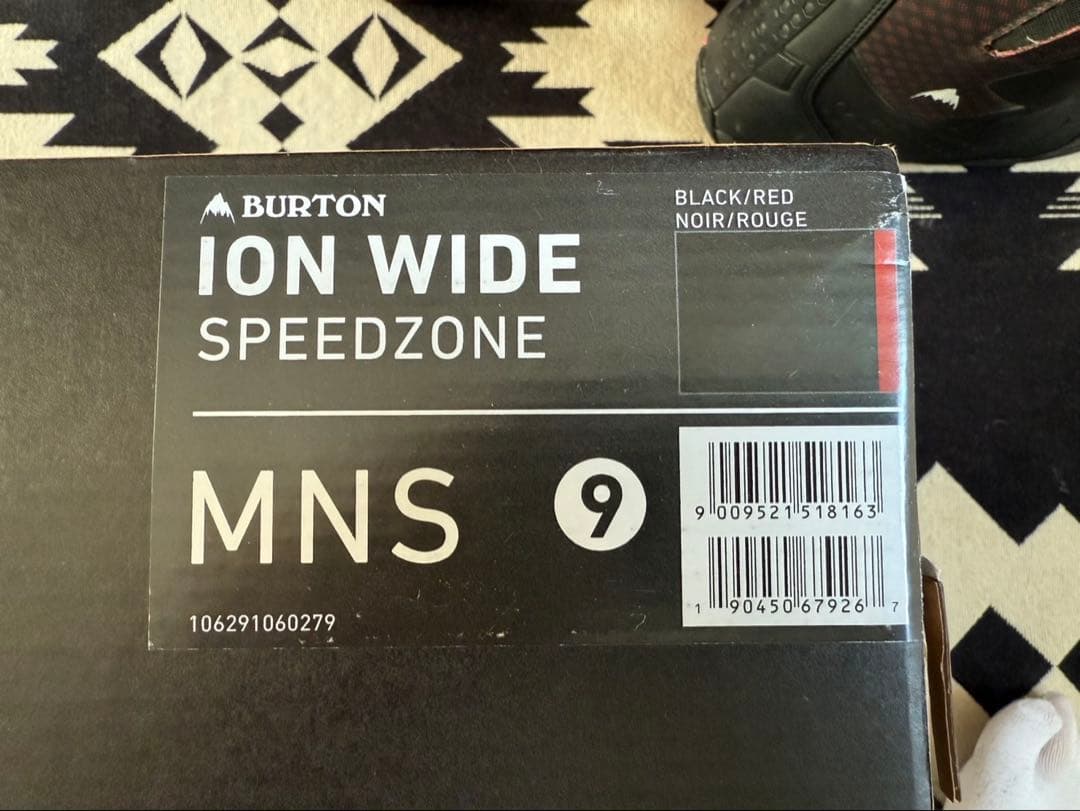 BURTON
ION WIDE
SPEEDZONE
BLACK/RED
NOIR/ROUGE
MNS
9
9 009521 518163
1 90450 67926 7
106291060279